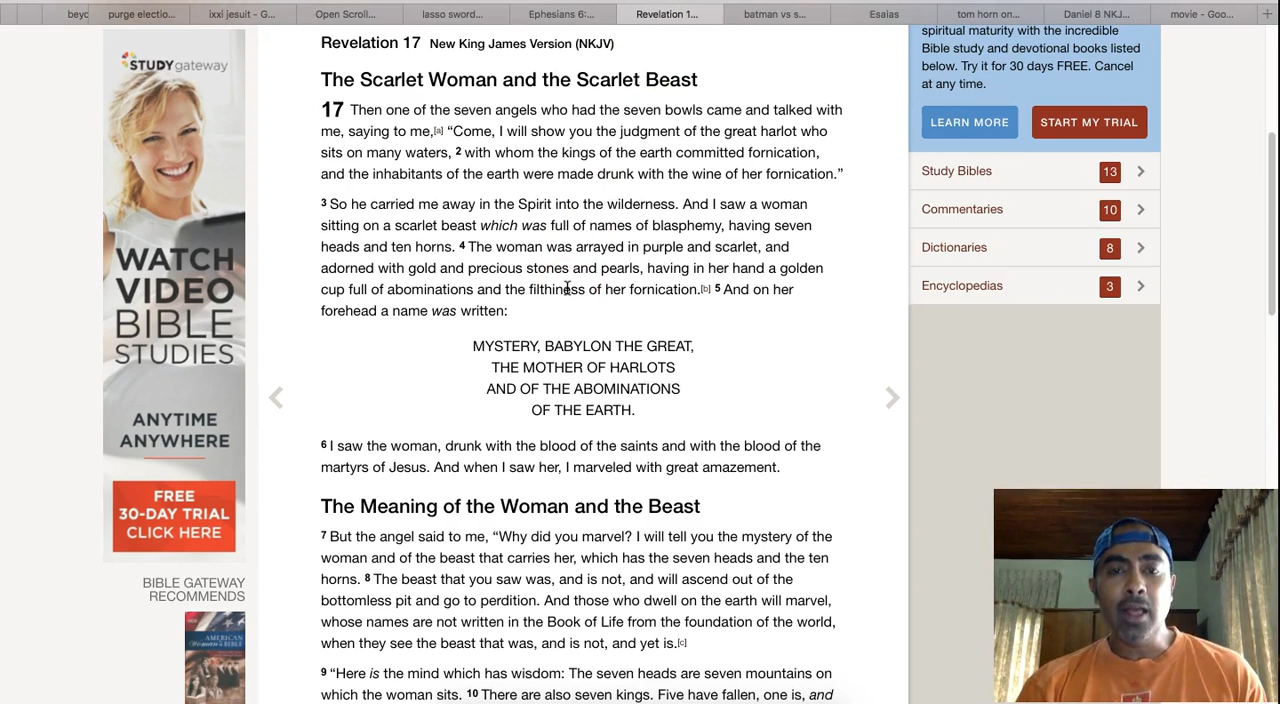 beyc
purge electio...
ixxi jesuit - G...
Open Scroll...
lasso sword...
Ephesians 6:...
Revelation 1...
batman vs s...
Esaias
tom horn on...
Daniel 8 NKJ...
movie - Goo...
STUDYgateway
WATCH
VIDEO
BIBLE
STUDIES
ANYTIME
ANYWHERE
FREE
30-DAY TRIAL
CLICK HERE
BIBLE GATEWAY
RECOMMENDS
AMERICAN
Revelation 17 New King James Version (NKJV)
The Scarlet Woman and the Scarlet Beast
17 Then one of the seven angels who had the seven bowls came and talked with
me, saying to me,[a] “Come, I will show you the judgment of the great harlot who
sits on many waters, 2 with whom the kings of the earth committed fornication,
and the inhabitants of the earth were made drunk with the wine of her fornication.”
3 So he carried me away in the Spirit into the wilderness. And I saw a woman
sitting on a scarlet beast which was full of names of blasphemy, having seven
heads and ten horns. 4 The woman was arrayed in purple and scarlet, and
adorned with gold and precious stones and pearls, having in her hand a golden
cup full of abominations and the filthiness of her fornication.[b] 5 And on her
forehead a name was written:
MYSTERY, BABYLON THE GREAT,
THE MOTHER OF HARLOTS
AND OF THE ABOMINATIONS
OF THE EARTH.
6 I saw the woman, drunk with the blood of the saints and with the blood of the
martyrs of Jesus. And when I saw her, I marveled with great amazement.
The Meaning of the Woman and the Beast
7 But the angel said to me, “Why did you marvel? I will tell you the mystery of the
woman and of the beast that carries her, which has the seven heads and the ten
horns. 8 The beast that you saw was, and is not, and will ascend out of the
bottomless pit and go to perdition. And those who dwell on the earth will marvel,
whose names are not written in the Book of Life from the foundation of the world,
when they see the beast that was, and is not, and yet is.[c]
9 “Here is the mind which has wisdom: The seven heads are seven mountains on
which the woman sits. 10 There are also seven kings. Five have fallen, one is, and
spiritual maturity with the incredible
Bible study and devotional books listed
below. Try it for 30 days FREE. Cancel
at any time.
LEARN MORE
START MY TRIAL
Study Bibles 13
Commentaries 10
Dictionaries 8
Encyclopedias 3